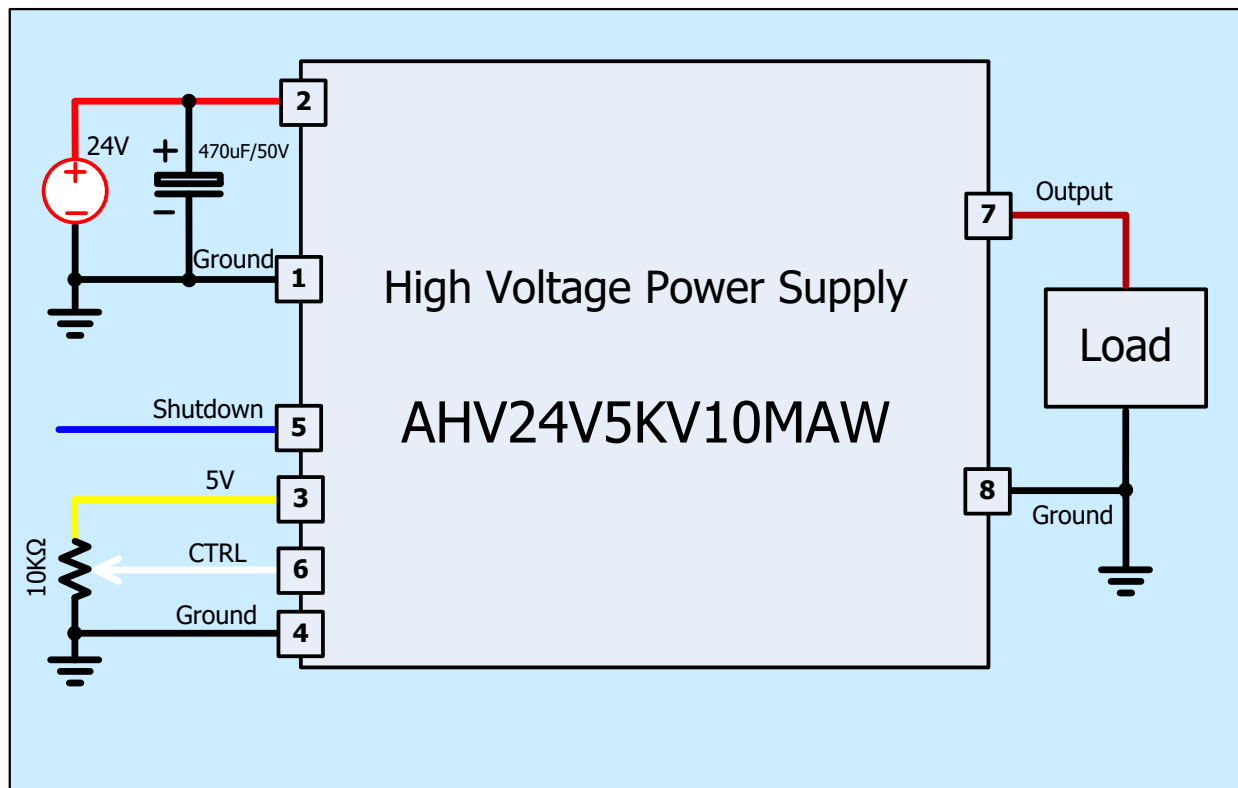 2
24V
+
470uF/50V
+
−
−
Ground
1
High Voltage Power Supply
AHV24V5KV10MAW
Shutdown
5
5V
3
10KΩ
CTRL
6
Ground
4
Output
7
Load
8
Ground